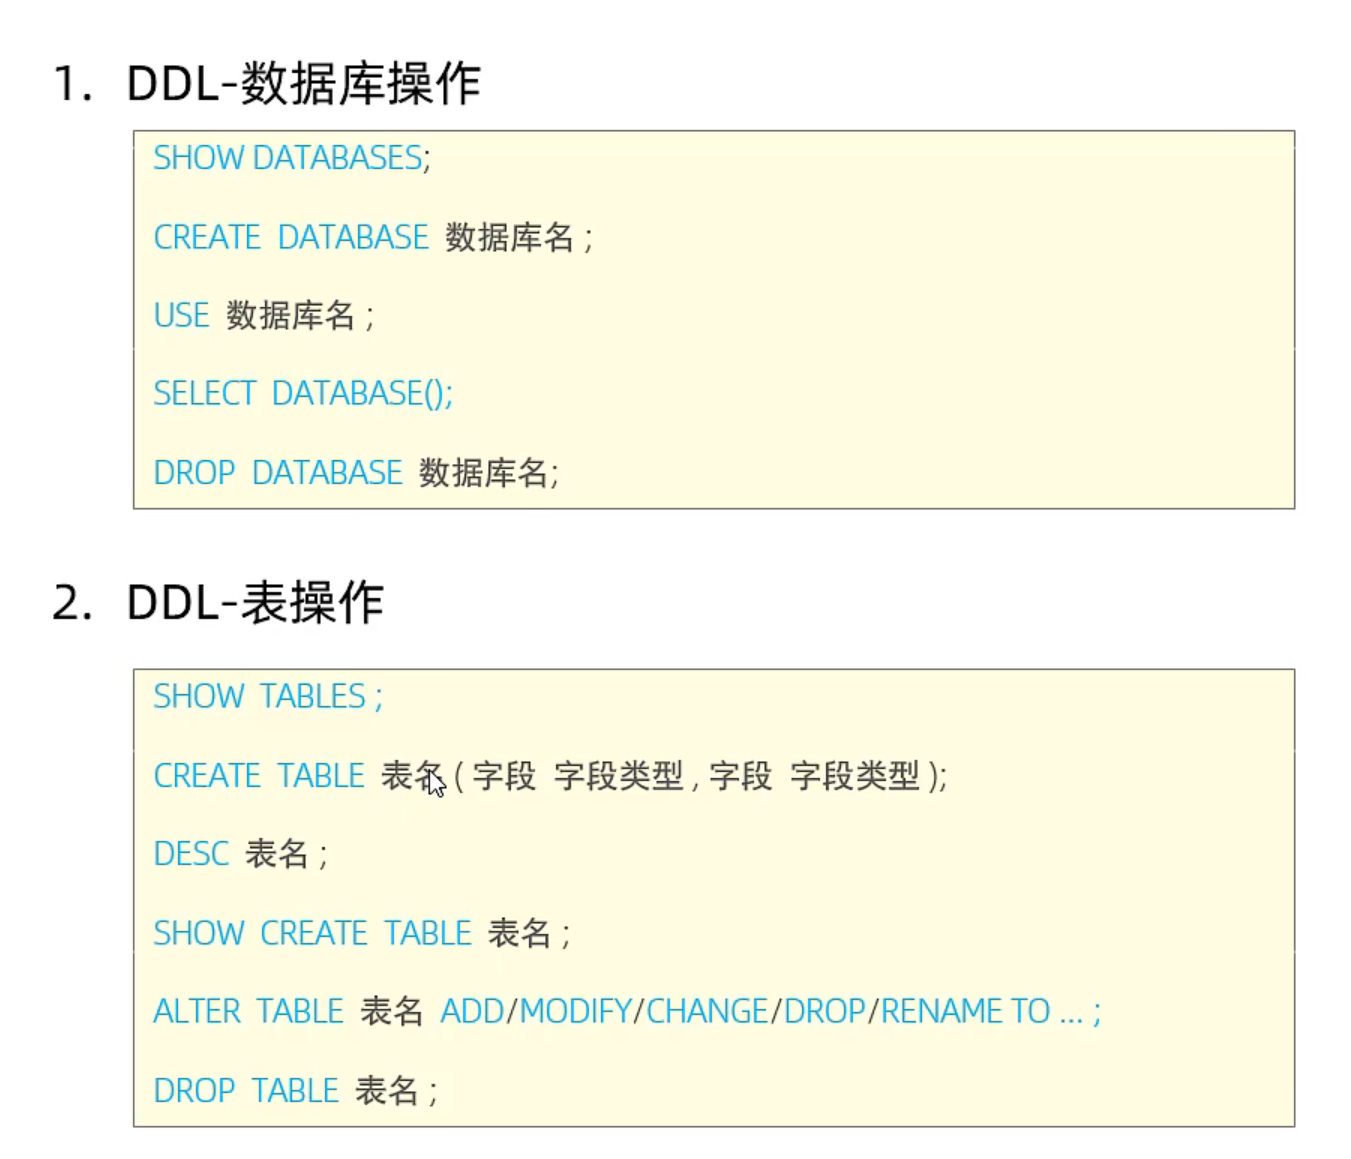 1. DDL-数据库操作
SHOW DATABASES;
CREATE DATABASE 数据库名 ;
USE 数据库名 ;
SELECT DATABASE();
DROP DATABASE 数据库名;
2. DDL-表操作
SHOW TABLES ;
CREATE TABLE 表名 ( 字段 字段类型 , 字段 字段类型 );
DESC 表名 ;
SHOW CREATE TABLE 表名 ;
ALTER TABLE 表名 ADD/MODIFY/CHANGE/DROP/RENAME TO ... ;
DROP TABLE 表名 ;